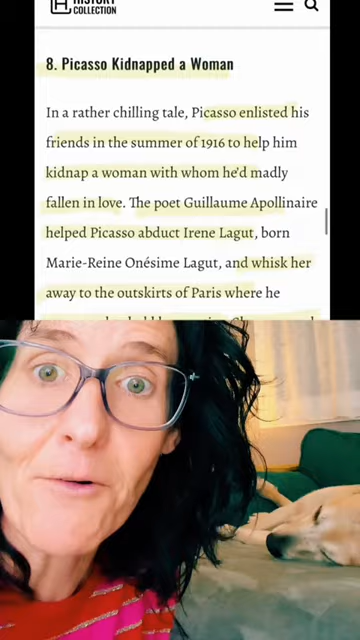 HISTORY
COLLECTION
8. Picasso Kidnapped a Woman
In a rather chilling tale, Picasso enlisted his
friends in the summer of 1916 to help him
kidnap a woman with whom he'd madly
fallen in love. The poet Guillaume Apollinaire
helped Picasso abduct Irene Lagut, born
Marie-Reine Onésime Lagut, and whisk her
away to the outskirts of Paris where he